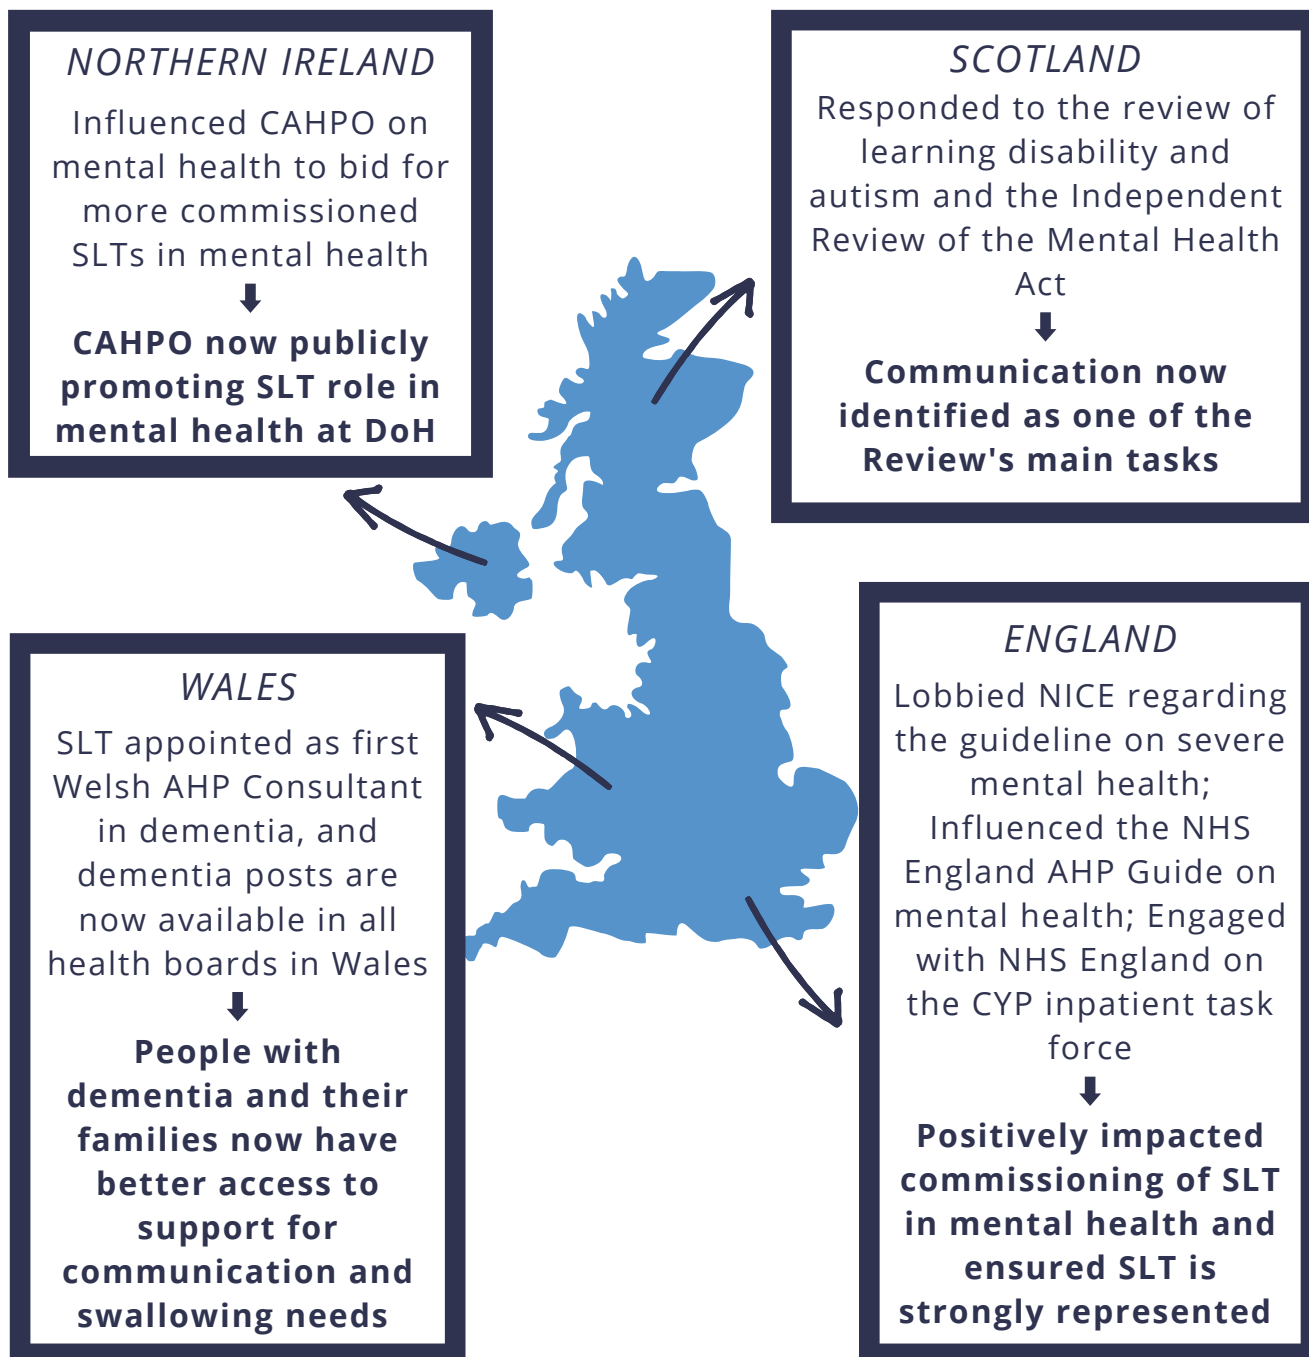 NORTHERN IRELAND
Influenced CAHPO on
mental health to bid for
more commissioned
SLTs in mental health
CAHPO now publicly
promoting SLT role in
mental health at DoH
SCOTLAND
Responded to the review of
learning disability and
autism and the Independent
Review of the Mental Health
Act
Communication now
identified as one of the
Review's main tasks
WALES
SLT appointed as first
Welsh AHP Consultant
in dementia, and
dementia posts are
now available in all
health boards in Wales
People with
dementia and their
families now have
better access to
support for
communication and
swallowing needs
ENGLAND
Lobbied NICE regarding
the guideline on severe
mental health;
Influenced the NHS
England AHP Guide on
mental health; Engaged
with NHS England on
the CYP inpatient task
force
Positively impacted
commissioning of SLT
in mental health and
ensured SLT is
strongly represented